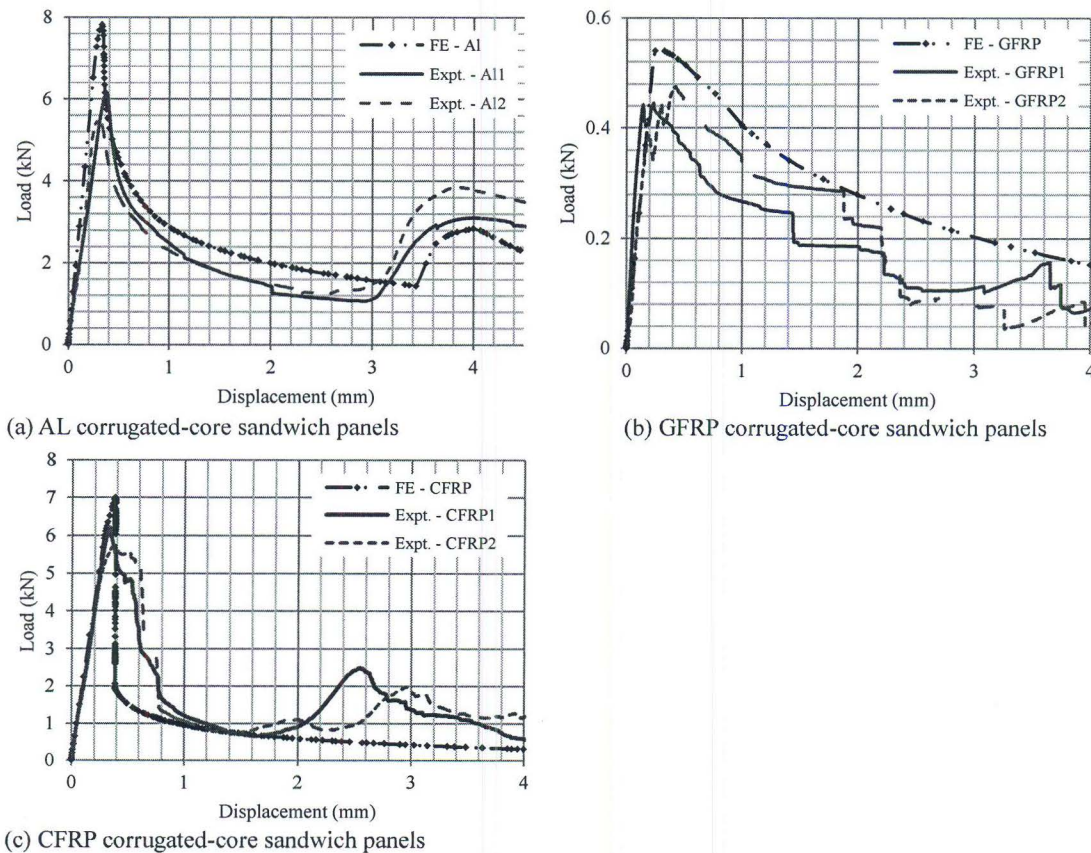 8
6
4
2
0
Load (kN)
FE - Al
Expt. - Al1
Expt. - Al2
0 1 2 3 4
Displacement (mm)
(a) AL corrugated-core sandwich panels
0.6
0.4
0.2
0
Load (kN)
FE - GFRP
Expt. - GFRP1
Expt. - GFRP2
0 1 2 3 4
Displacement (mm)
(b) GFRP corrugated-core sandwich panels
8
7
6
5
4
3
2
1
0
Load (kN)
FE - CFRP
Expt. - CFRP1
Expt. - CFRP2
0 1 2 3 4
Displacement (mm)
(c) CFRP corrugated-core sandwich panels